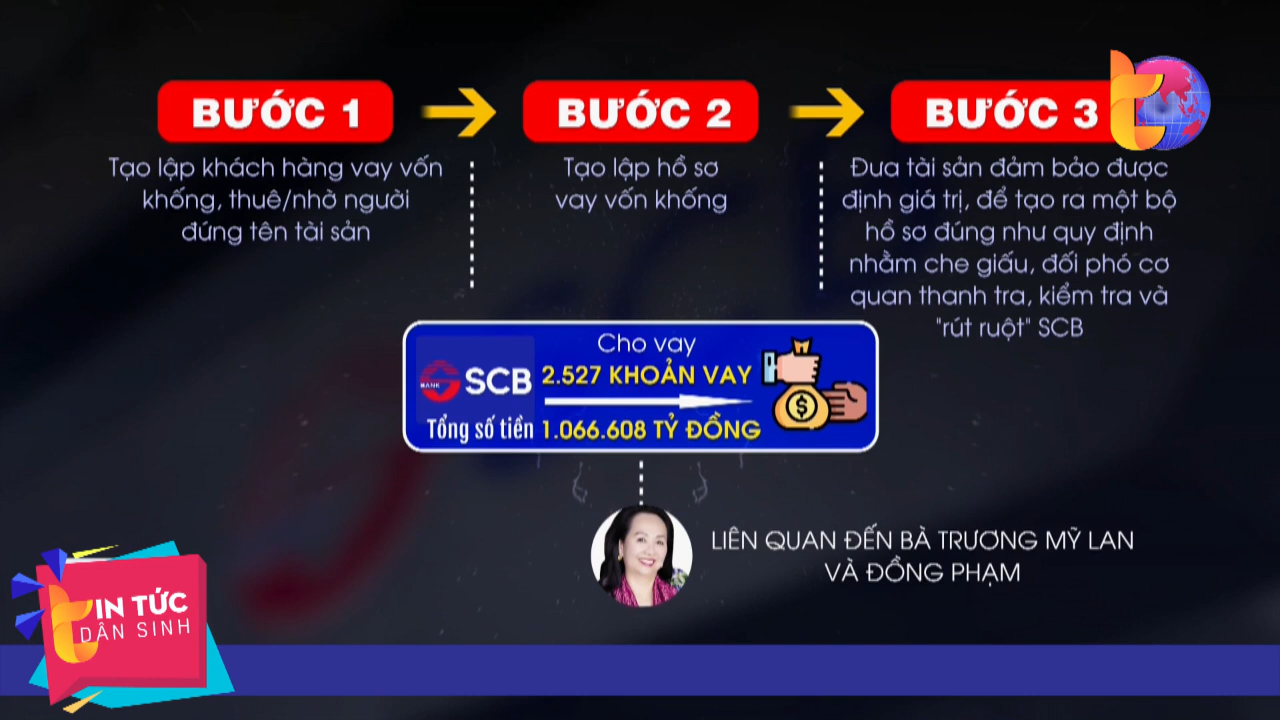 BƯỚC 1
Tạo lập khách hàng vay vốn
khống, thuê/nhờ người
đứng tên tài sản
BƯỚC 2
Tạo lập hồ sơ
vay vốn khống
BƯỚC 3
Đưa tài sản đảm bảo được
định giá trị, để tạo ra một bộ
hồ sơ đúng như quy định
nhằm che giấu, đối phó cơ
quan thanh tra, kiểm tra và
"rút ruột" SCB
Cho vay
BANK
SCB
2.527 KHOẢN VAY
Tổng số tiền 1.066.608 TỶ ĐỒNG
LIÊN QUAN ĐẾN BÀ TRƯƠNG MỸ LAN
VÀ ĐỒNG PHẠM
tIN TỨC
DÂN SINH